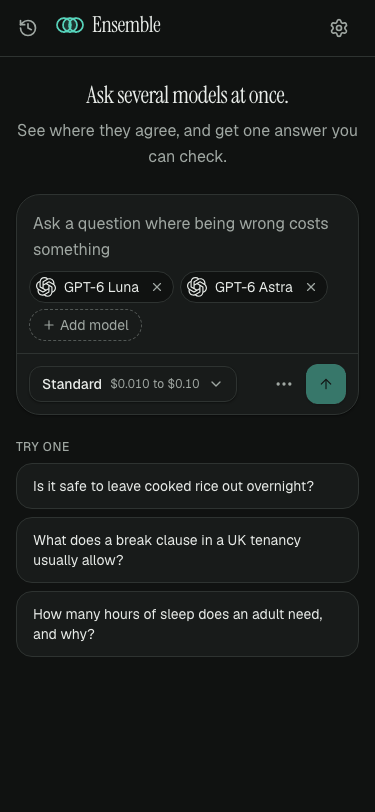 Ensemble
Ask several models at once.
See where they agree, and get one answer you
can check.
Ask a question where being wrong costs
something
GPT-6 Luna
GPT-6 Astra
+ Add model
Standard $0.010 to $0.10
TRY ONE
Is it safe to leave cooked rice out overnight?
What does a break clause in a UK tenancy
usually allow?
How many hours of sleep does an adult need,
and why?